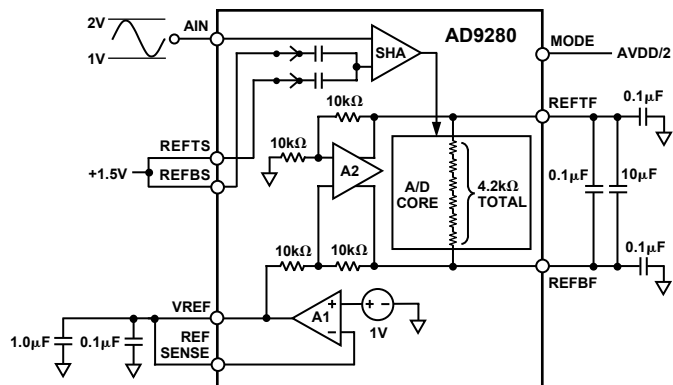 2V
AIN
1V
SHA
AD9280
MODE
AVDD/2
10kΩ
REFTF
0.1μF
10kΩ
REFTS
+1.5V
REFBS
A2
A/D
CORE
4.2kΩ
TOTAL
0.1μF
10μF
10kΩ
10kΩ
0.1μF
REFBF
VREF
A1
+
−
+ −
1V
1.0μF
0.1μF
REF
SENSE